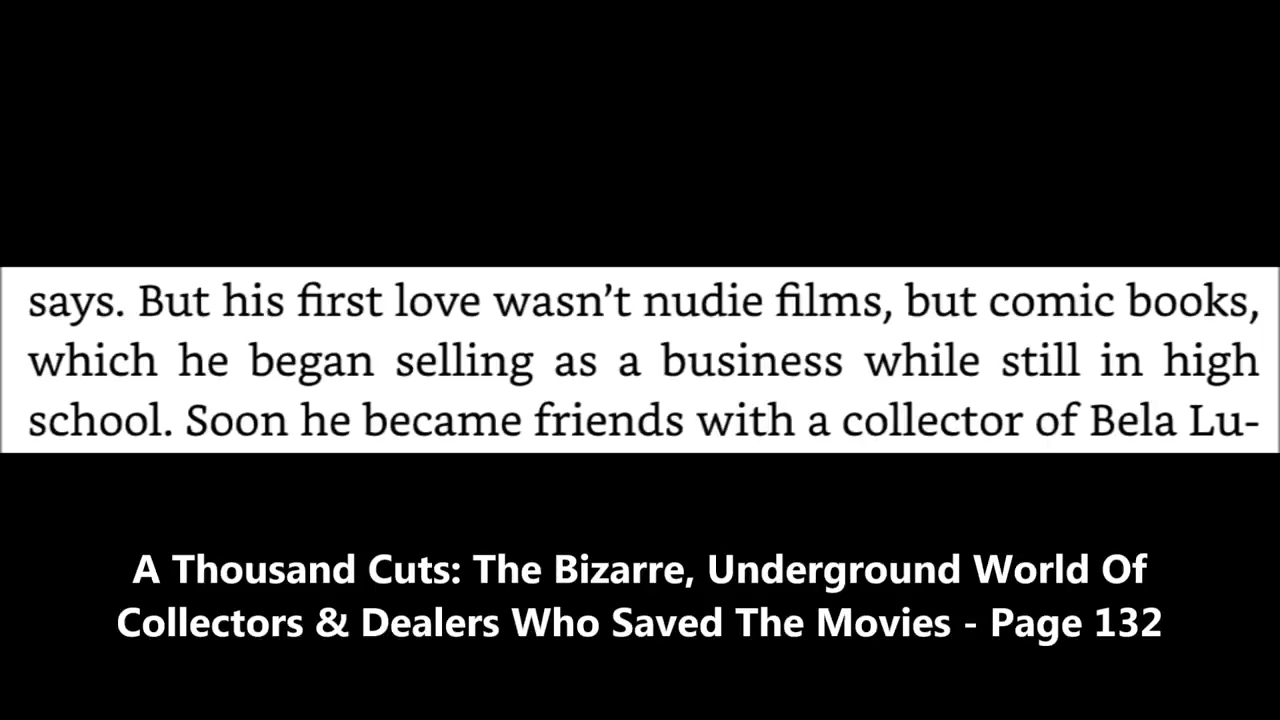 says. But his first love wasn’t nudie films, but comic books,
which he began selling as a business while still in high
school. Soon he became friends with a collector of Bela Lu-
A Thousand Cuts: The Bizarre, Underground World Of
Collectors & Dealers Who Saved The Movies - Page 132